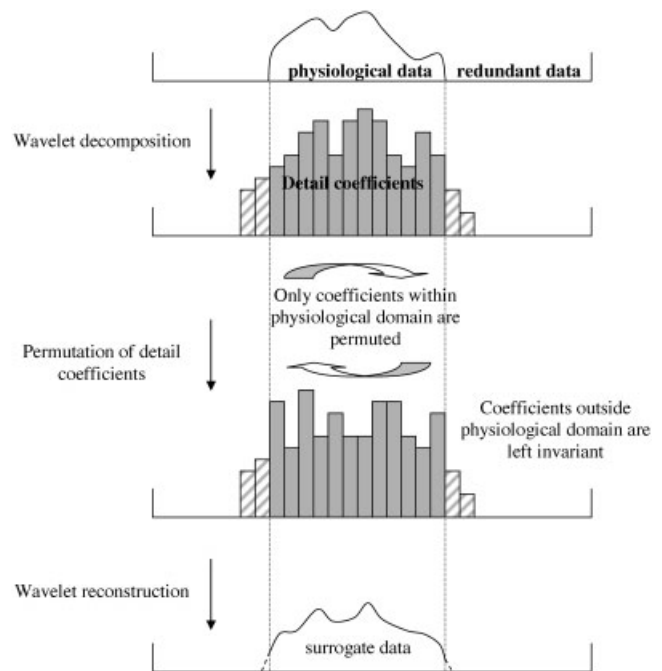 physiological data redundant data
Wavelet decomposition
Detail coefficients
Only coefficients within
physiological domain are
permuted
Permutation of detail
coefficients
Coefficients outside
physiological domain are
left invariant
Wavelet reconstruction
surrogate data